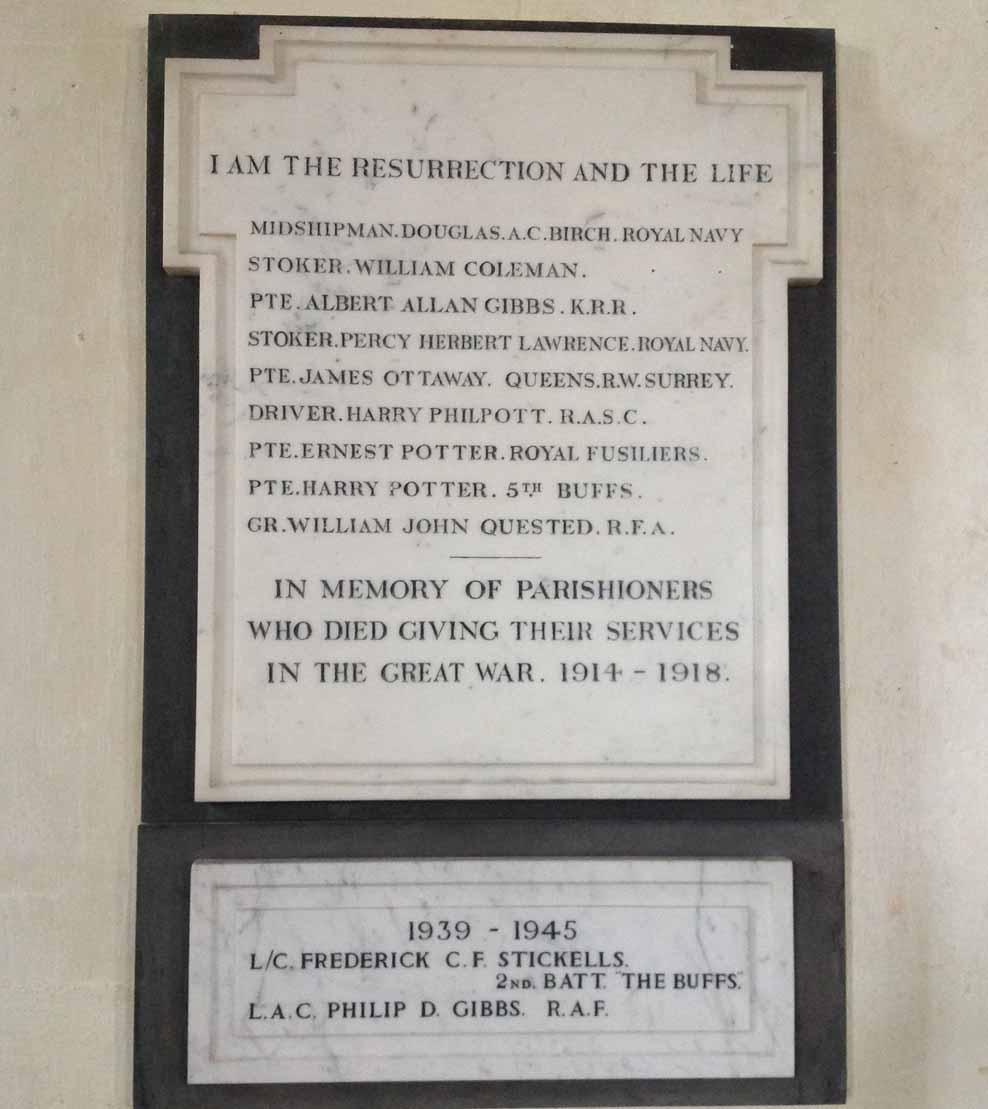 I AM THE RESURRECTION AND THE LIFE
MIDSHIPMAN.DOUGLAS.A.C.BIRCH. ROYAL NAVY
STOKER.WILLIAM COLEMAN.
PTE.ALBERT ALLAN GIBBS. K.R.R.
STOKER.PERCY HERBERT LAWRENCE.ROYAL NAVY.
PTE.JAMES OTTAWAY. QUEENS.R.W.SURREY.
DRIVER.HARRY PHILPOTT. R.A.S.C.
PTE.ERNEST POTTER.ROYAL FUSILIERS.
PTE.HARRY POTTER. 5TH BUFFS.
GR.WILLIAM JOHN QUESTED. R.F.A.
IN MEMORY OF PARISHIONERS
WHO DIED GIVING THEIR SERVICES
IN THE GREAT WAR. 1914 - 1918.
1939 - 1945
L/C. FREDERICK C.F. STICKELLS.
2ND. BATT. "THE BUFFS."
L.A.C. PHILIP D. GIBBS. R.A.F.